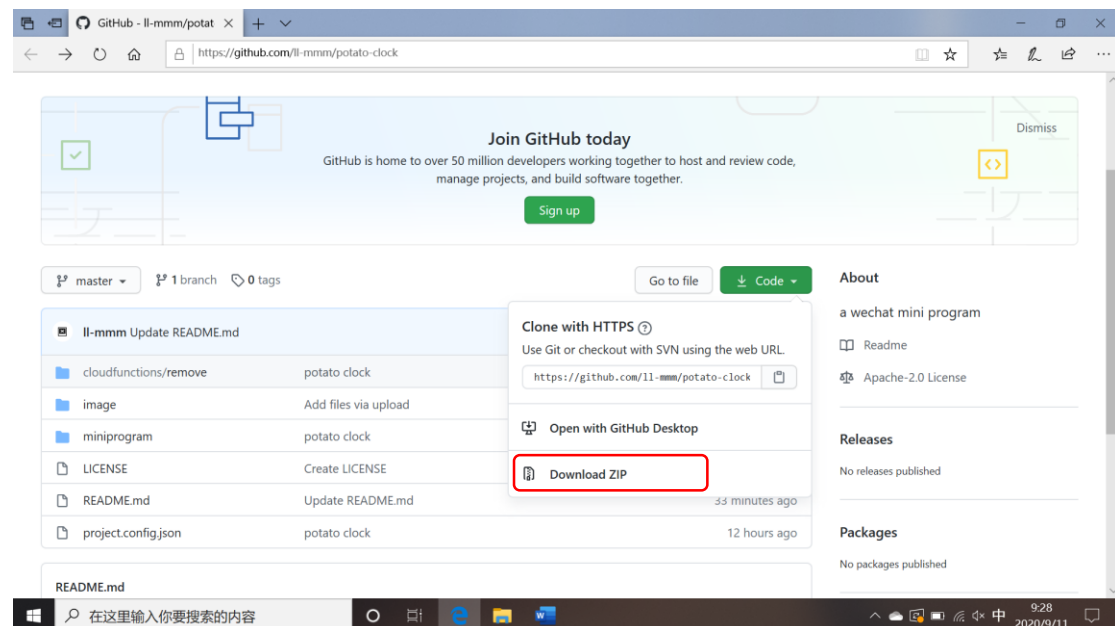 GitHub - ll-mmm/potat
https://github.com/ll-mmm/potato-clock
Dismiss
Join GitHub today
GitHub is home to over 50 million developers working together to host and review code,
manage projects, and build software together.
Sign up
master
1 branch
0 tags
Go to file
Code
ll-mmm Update README.md
cloudfunctions/remove potato clock
image Add files via upload
miniprogram potato clock
LICENSE Create LICENSE
README.md Update README.md 33 minutes ago
project.config.json potato clock 12 hours ago
README.md
Clone with HTTPS
Use Git or checkout with SVN using the web URL.
https://github.com/ll-mmm/potato-clock
Open with GitHub Desktop
Download ZIP
About
a wechat mini program
Readme
Apache-2.0 License
Releases
No releases published
Packages
No packages published
在这里输入你要搜索的内容
中
9:28
2020/9/11